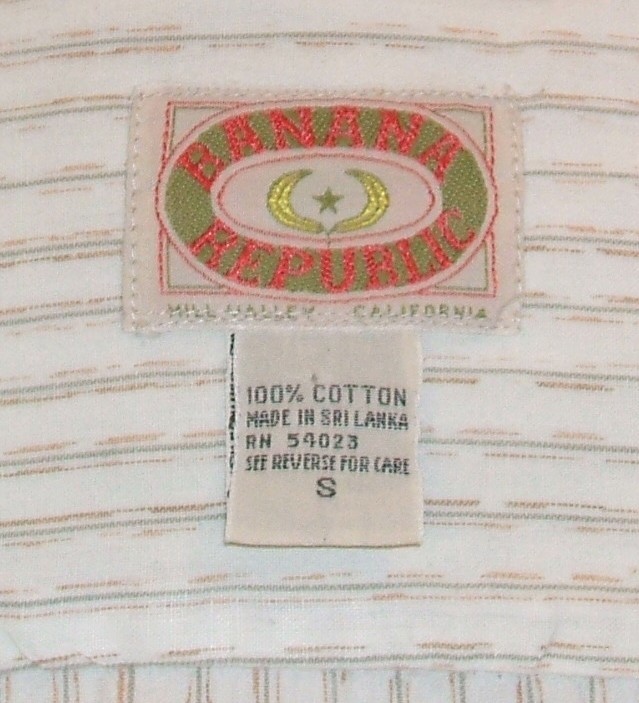 BANANA
REPUBLIC
MILL VALLEY CALIFORNIA
100% COTTON
MADE IN SRI LANKA
RN 54023
SEE REVERSE FOR CARE
S